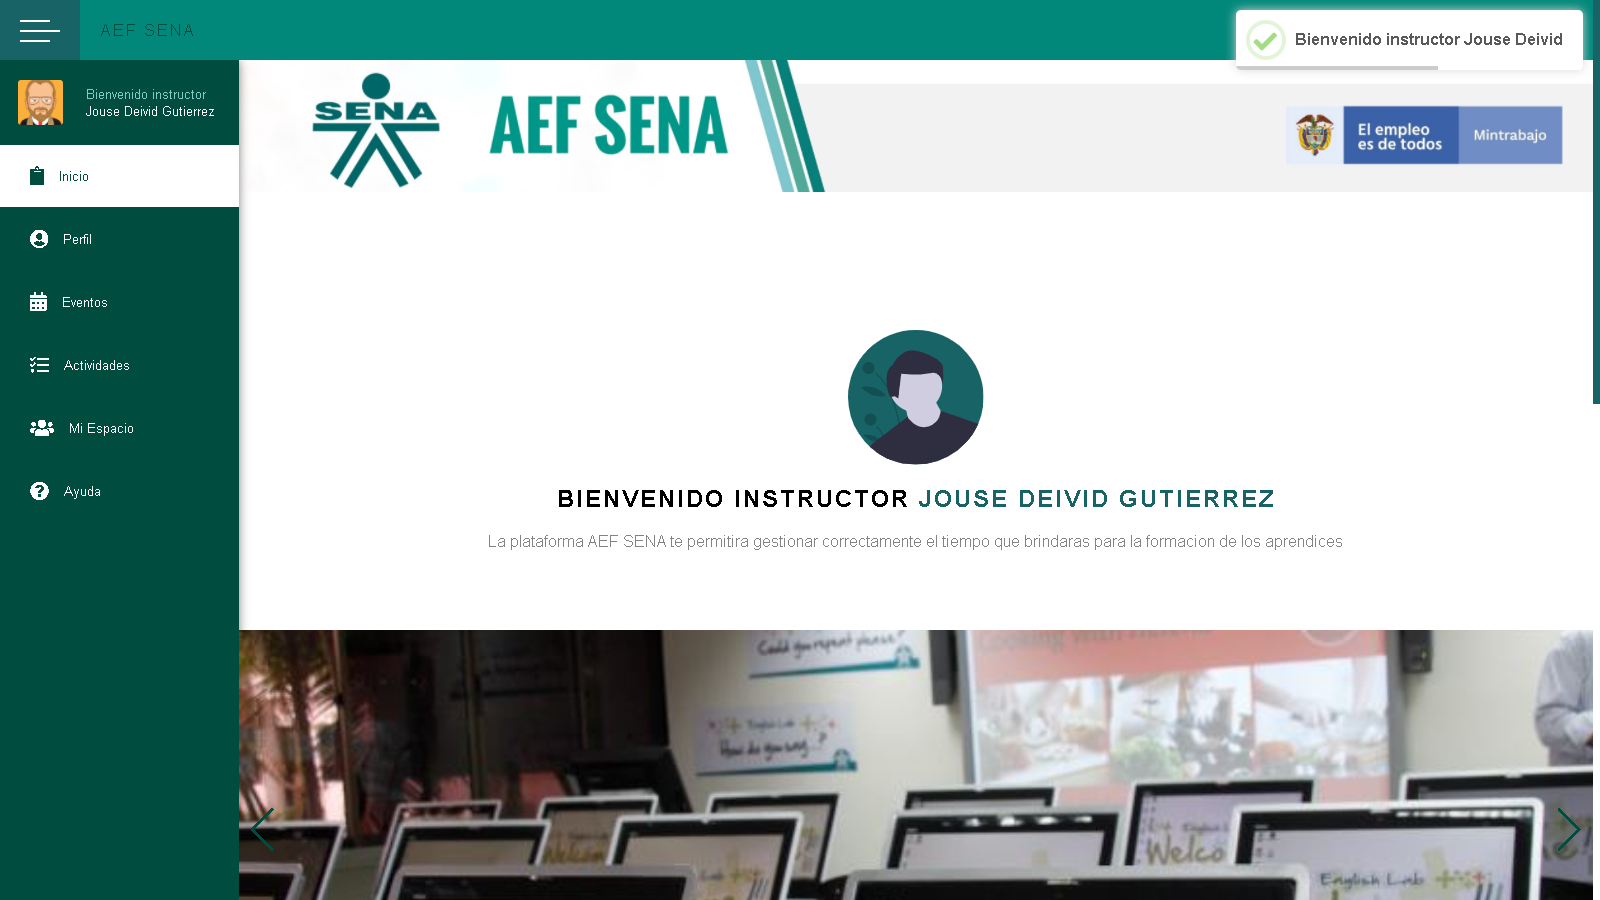 AEF SENA
Bienvenido instructor Jouse Deivid
Bienvenido instructor
Jouse Deivid Gutierrez
Inicio
Perfil
Eventos
Actividades
Mi Espacio
Ayuda
SENA
AEF SENA
El empleo
es de todos
Mintrabajo
BIENVENIDO INSTRUCTOR JOUSE DEIVID GUTIERREZ
La plataforma AEF SENA te permitira gestionar correctamente el tiempo que brindaras para la formacion de los aprendices
Could you repeat please?
Cooking With
English Lab
How do you say...?
Welcome
Welco
English Lab